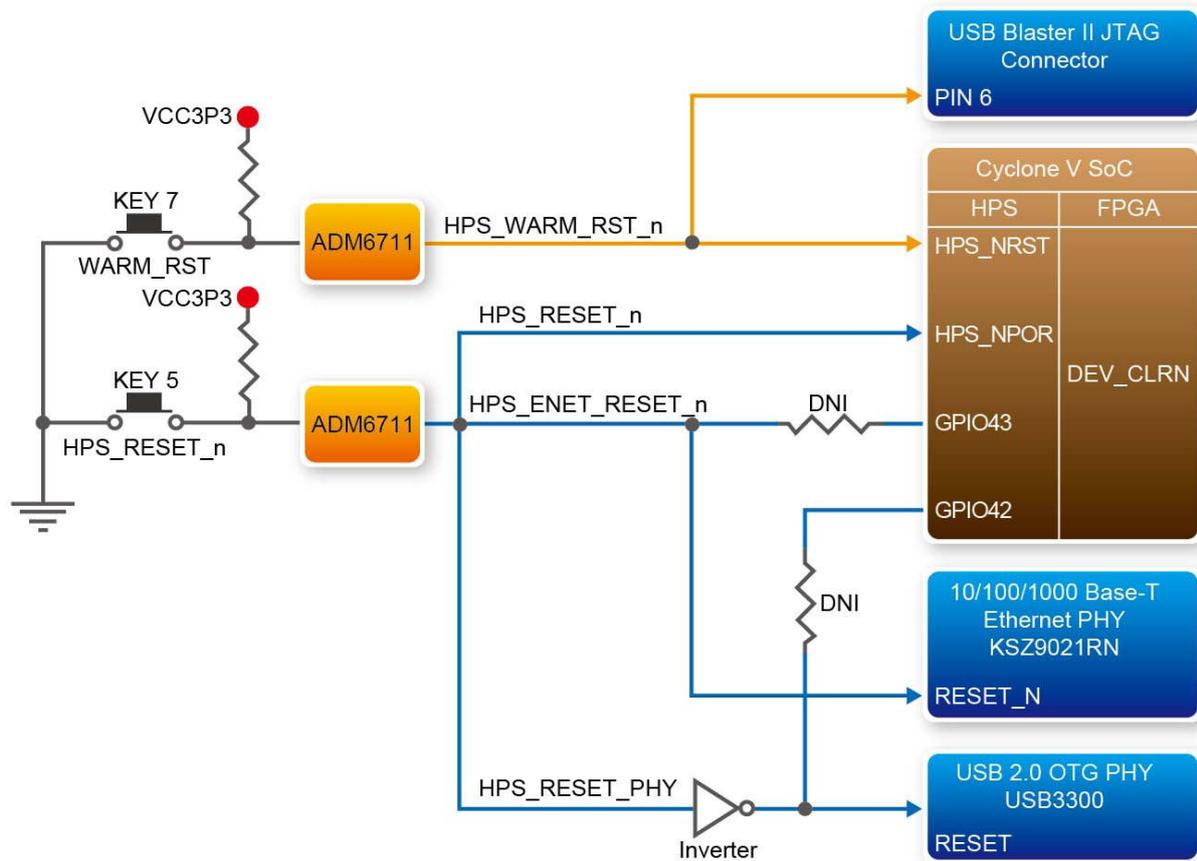 USB Blaster II JTAG
Connector
PIN 6
VCC3P3
KEY 7
WARM_RST
ADM6711
HPS_WARM_RST_n
Cyclone V SoC
HPS FPGA
HPS_NRST
HPS_NPOR
DEV_CLRN
GPIO43
GPIO42
VCC3P3
KEY 5
HPS_RESET_n
ADM6711
HPS_RESET_n
HPS_ENET_RESET_n
DNI
DNI
10/100/1000 Base-T
Ethernet PHY
KSZ9021RN
RESET_N
HPS_RESET_PHY
Inverter
USB 2.0 OTG PHY
USB3300
RESET